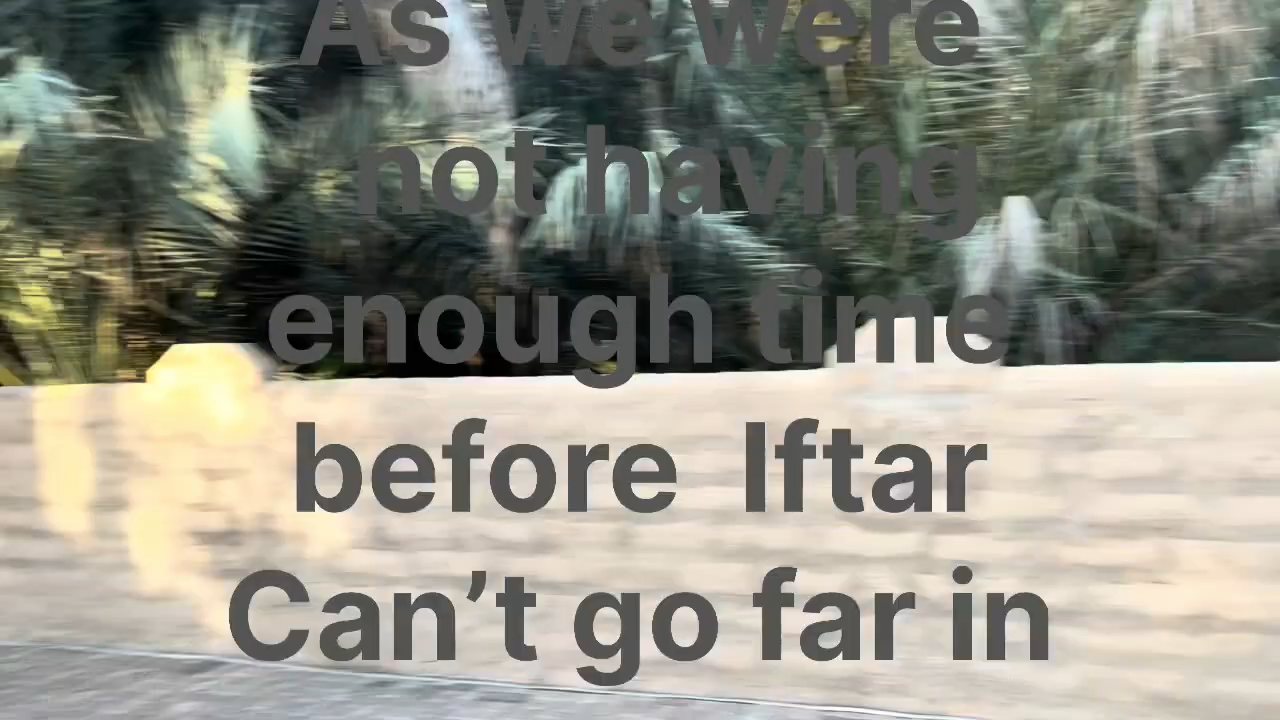 As we were
not having
enough time
before Iftar
Can't go far in